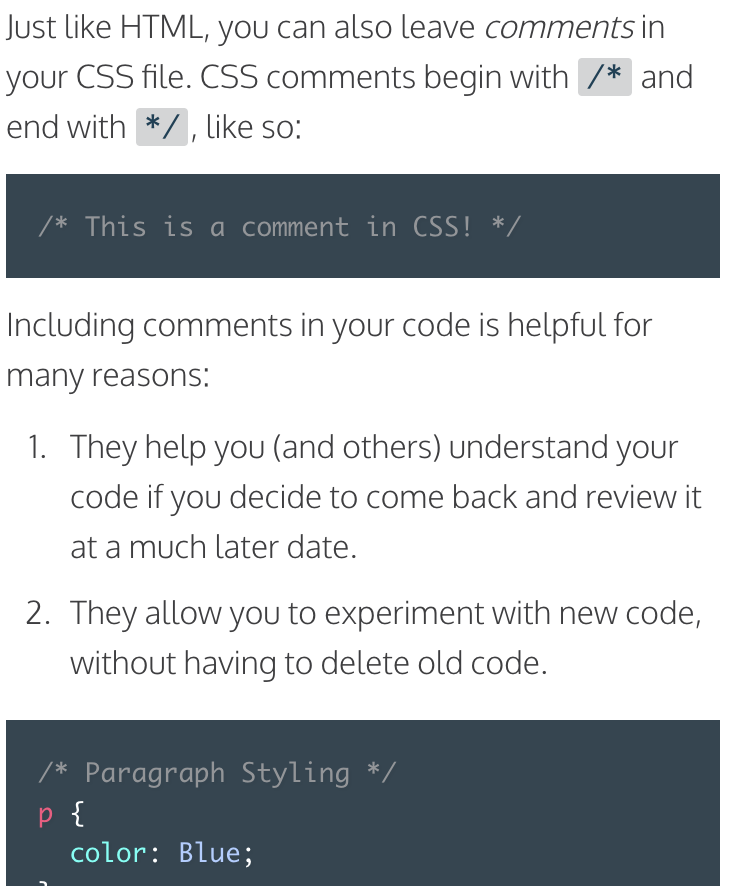 Just like HTML, you can also leave comments in
your CSS file. CSS comments begin with /* and
end with */ , like so:
/* This is a comment in CSS! */
Including comments in your code is helpful for
many reasons:
1. They help you (and others) understand your
code if you decide to come back and review it
at a much later date.
2. They allow you to experiment with new code,
without having to delete old code.
/* Paragraph Styling */
p {
color: Blue;
}